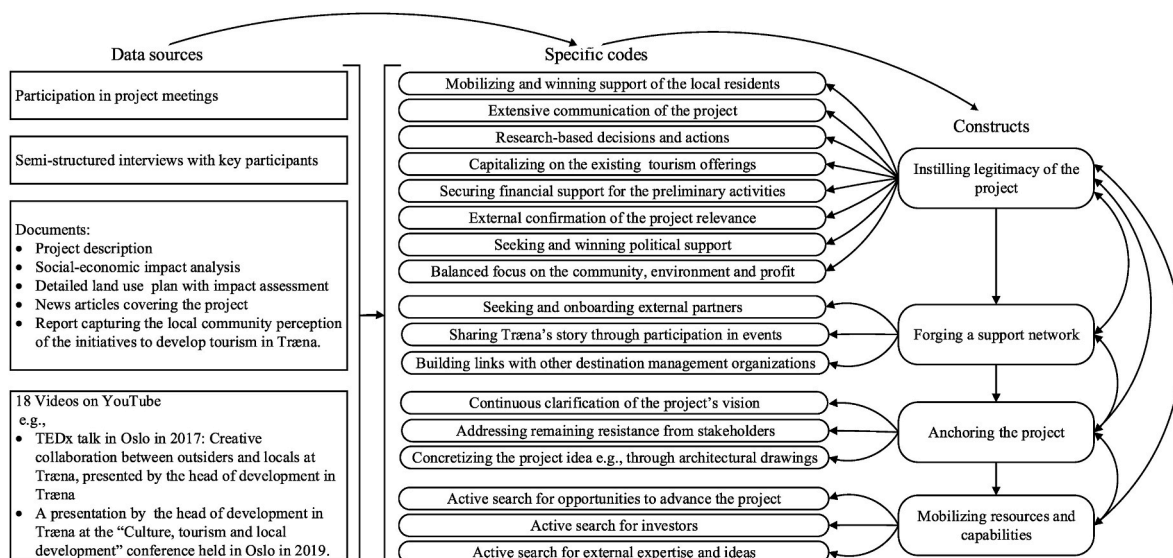 Data sources
Participation in project meetings
Semi-structured interviews with key participants
Documents:
• Project description
• Social-economic impact analysis
• Detailed land use plan with impact assessment
• News articles covering the project
• Report capturing the local community perception
of the initiatives to develop tourism in Træna.
18 Videos on YouTube
e.g.,
• TEDx talk in Oslo in 2017: Creative
collaboration between outsiders and locals at
Træna, presented by the head of development in
Træna
• A presentation by the head of development in
Træna at the “Culture, tourism and local
development” conference held in Oslo in 2019.
Specific codes
Mobilizing and winning support of the local residents
Extensive communication of the project
Research-based decisions and actions
Capitalizing on the existing tourism offerings
Securing financial support for the preliminary activities
External confirmation of the project relevance
Seeking and winning political support
Balanced focus on the community, environment and profit
Seeking and onboarding external partners
Sharing Træna’s story through participation in events
Building links with other destination management organizations
Continuous clarification of the project’s vision
Addressing remaining resistance from stakeholders
Concretizing the project idea e.g., through architectural drawings
Active search for opportunities to advance the project
Active search for investors
Active search for external expertise and ideas
Constructs
Instilling legitimacy of the
project
Forging a support network
Anchoring the project
Mobilizing resources and
capabilities